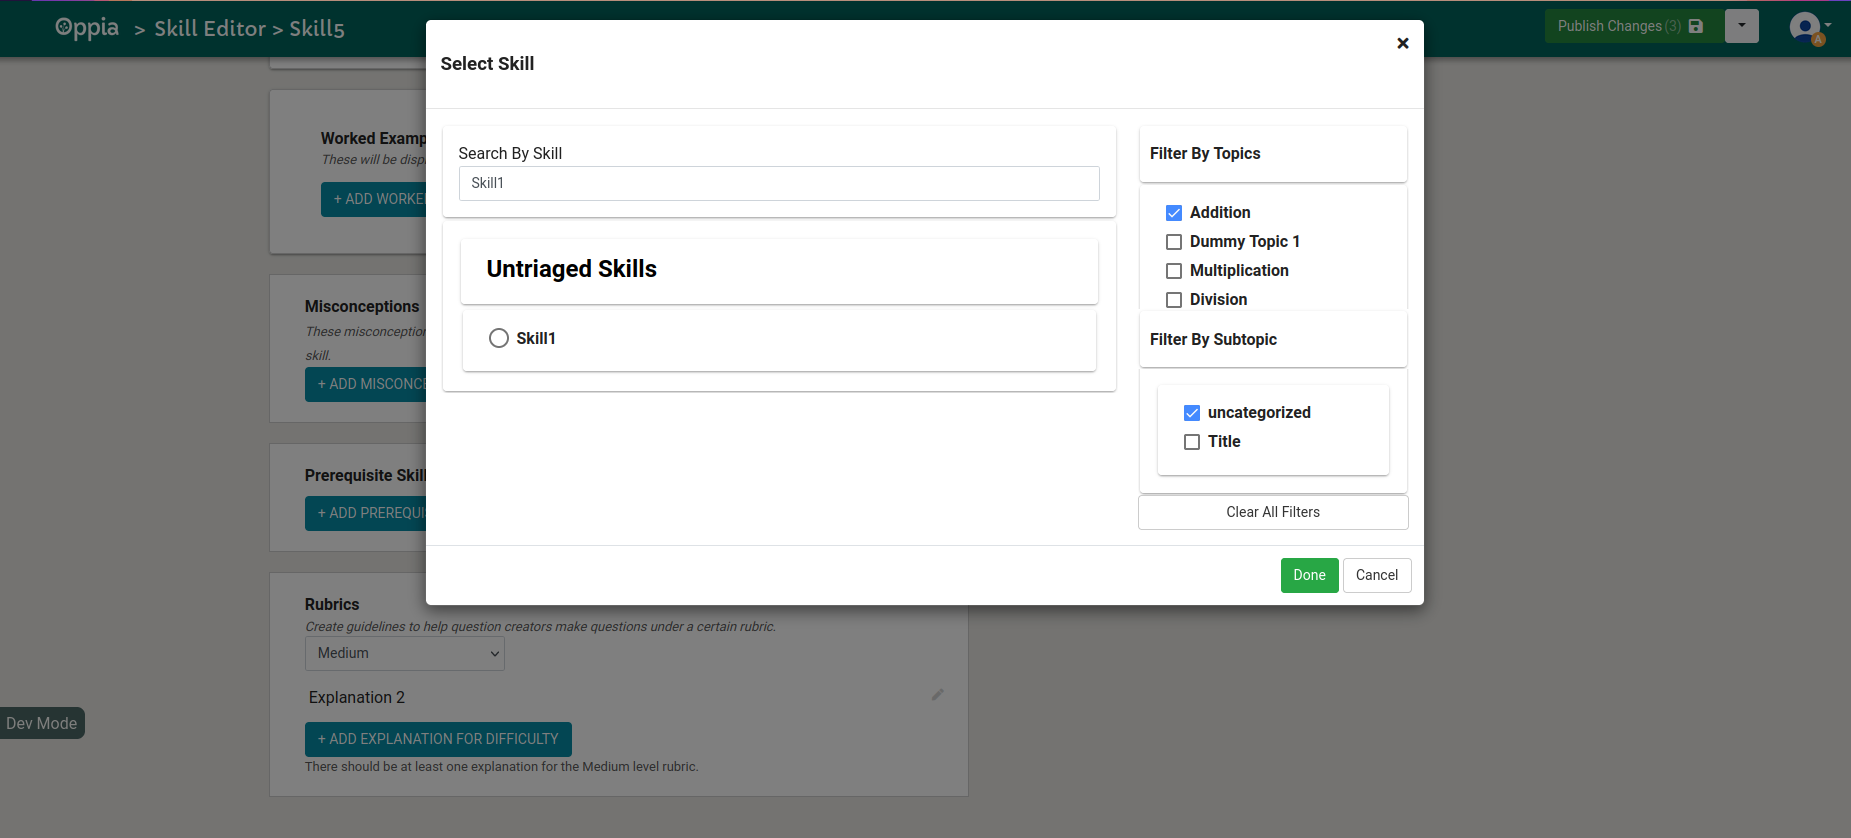 Oppia > Skill Editor > Skill5
Publish Changes (3)
A
Select Skill
Search By Skill
Skill1
Untriaged Skills
Skill1
Filter By Topics
Addition
Dummy Topic 1
Multiplication
Division
Filter By Subtopic
uncategorized
Title
Clear All Filters
Done
Cancel
Worked Examp
These will be disp
+ ADD WORKE
Misconceptions
These misconception
skill.
+ ADD MISCONCE
Prerequisite Skill
+ ADD PREREQUI
Rubrics
Create guidelines to help question creators make questions under a certain rubric.
Medium
Explanation 2
+ ADD EXPLANATION FOR DIFFICULTY
There should be at least one explanation for the Medium level rubric.
Dev Mode